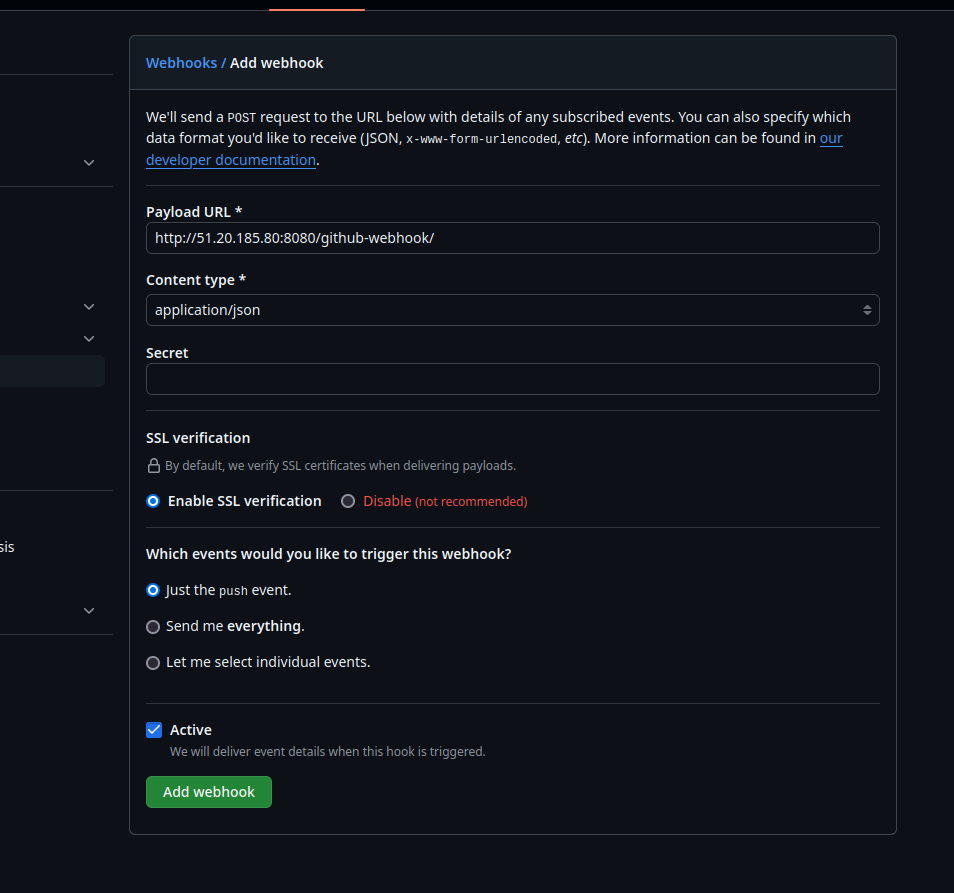 Webhooks / Add webhook
We'll send a POST request to the URL below with details of any subscribed events. You can also specify which
data format you'd like to receive (JSON, x-www-form-urlencoded, etc). More information can be found in our
developer documentation.
Payload URL *
http://51.20.185.80:8080/github-webhook/
Content type *
application/json
Secret
SSL verification
By default, we verify SSL certificates when delivering payloads.
Enable SSL verification Disable (not recommended)
sis
Which events would you like to trigger this webhook?
Just the push event.
Send me everything.
Let me select individual events.
Active
We will deliver event details when this hook is triggered.
Add webhook